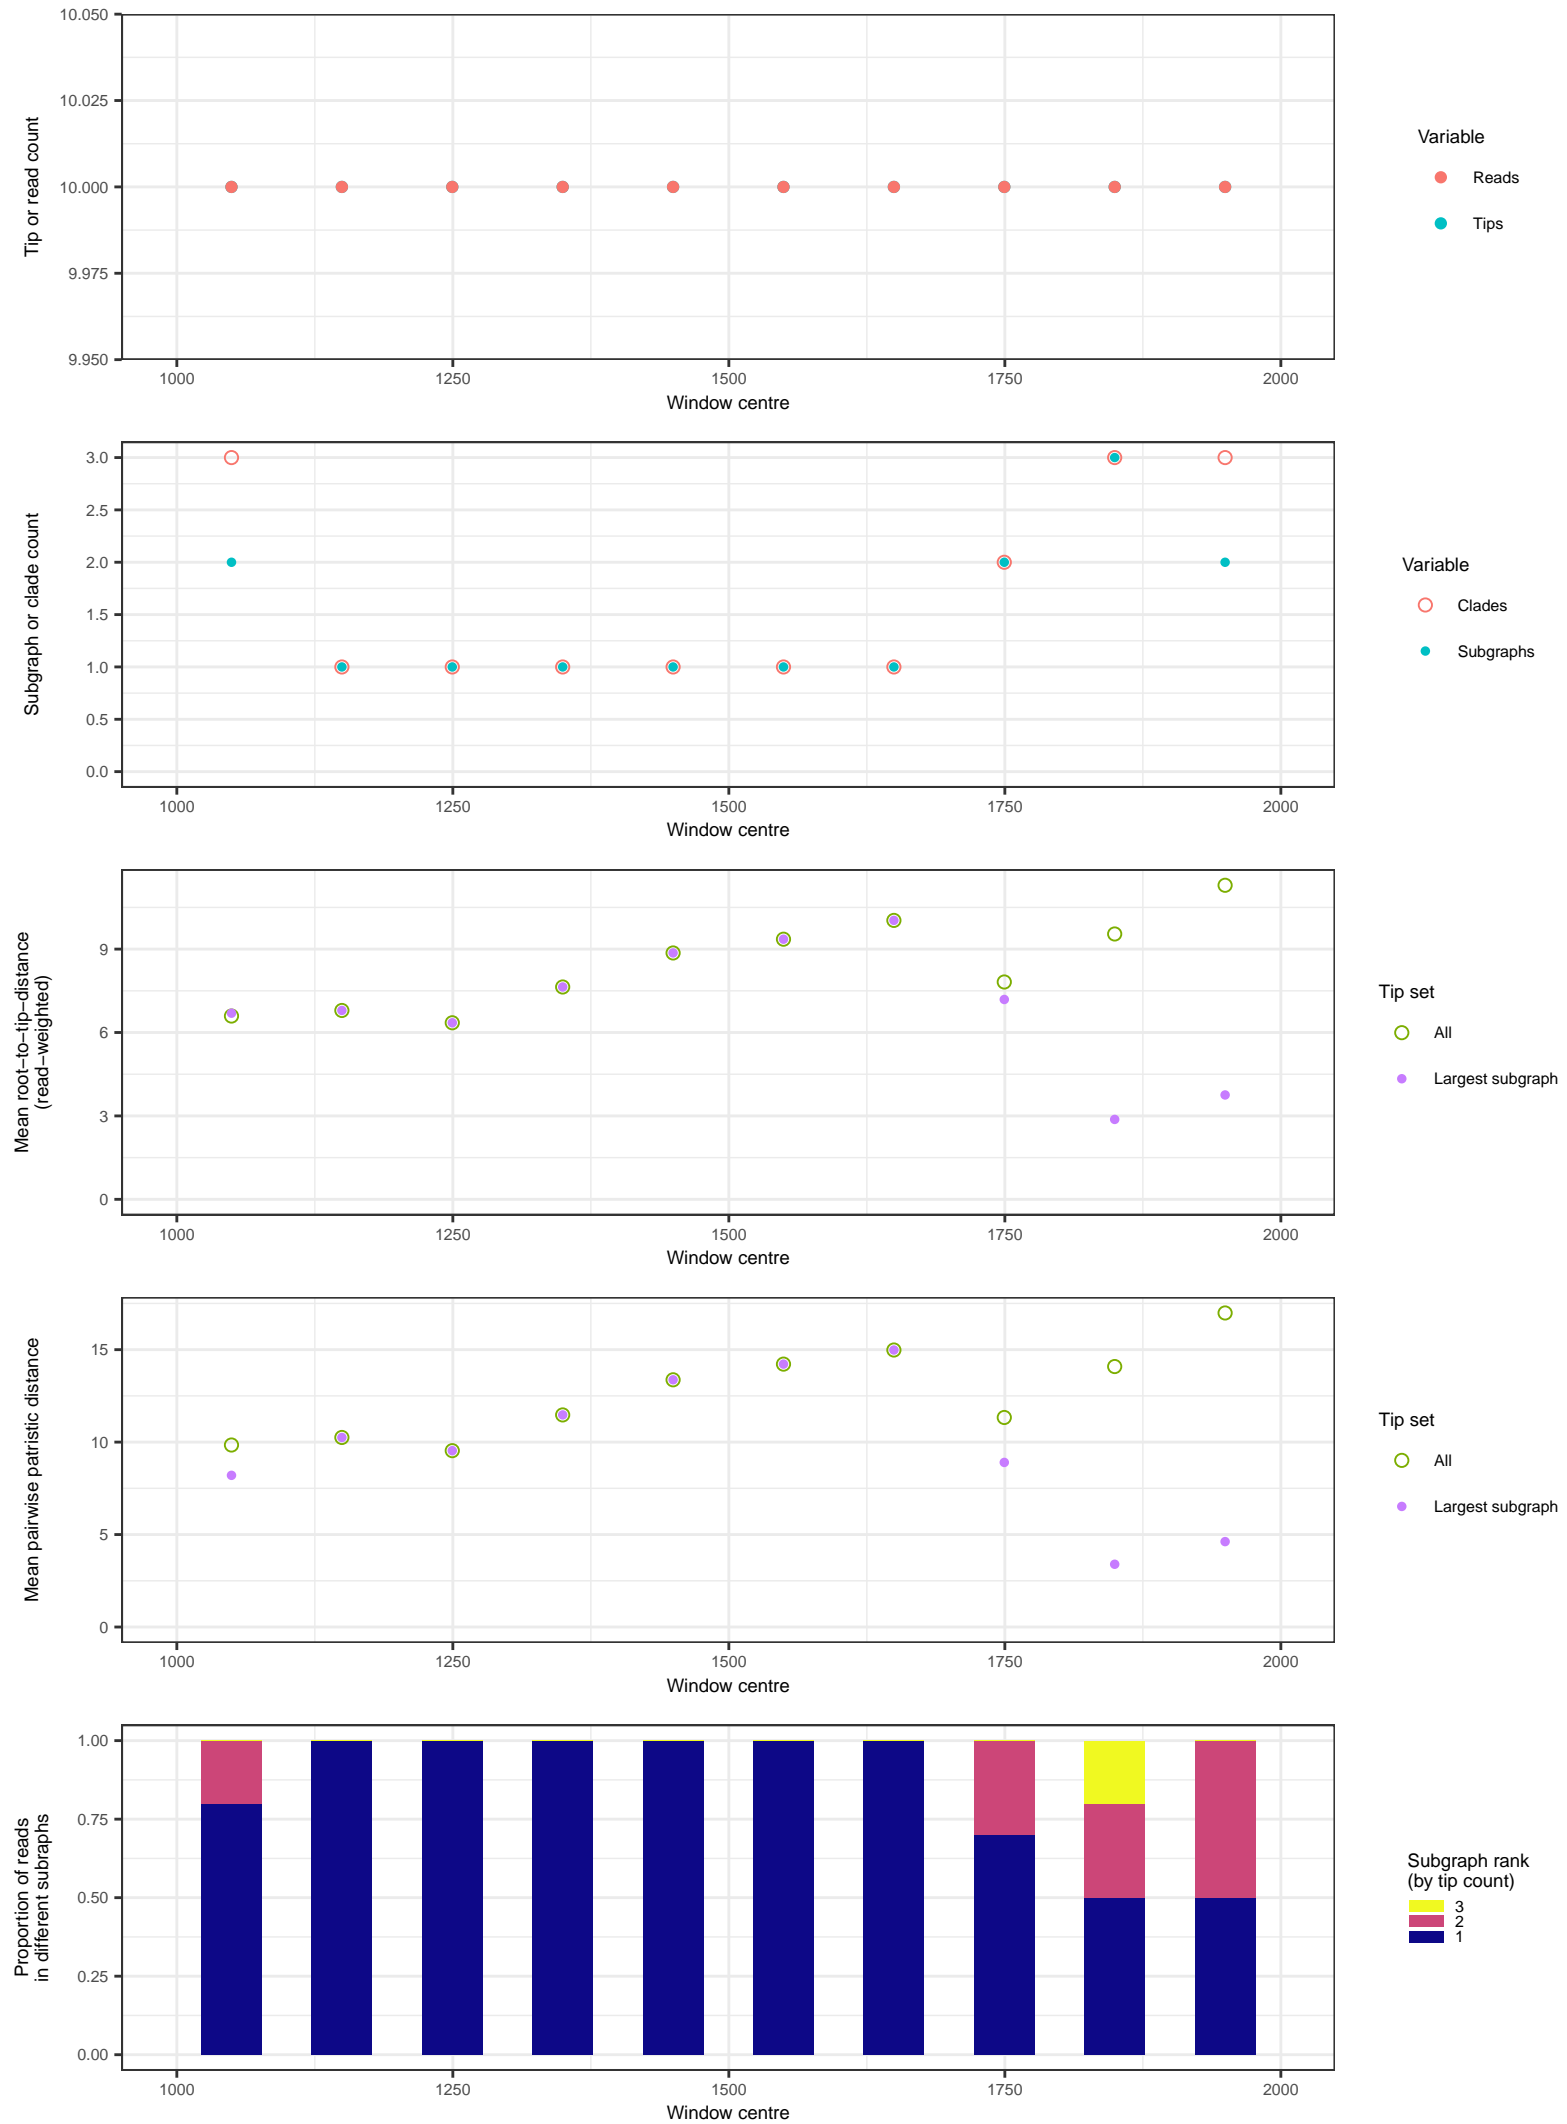 10.050
10.025
10.000
9.975
9.950
Tip or read count
1000 1250 1500 1750 2000
Window centre
Variable
Reads
Tips
3.0
2.5
2.0
1.5
1.0
0.5
0.0
Subgraph or clade count
1000 1250 1500 1750 2000
Window centre
Variable
Clades
Subgraphs
9
6
3
0
Mean root−to−tip−distance
(read−weighted)
1000 1250 1500 1750 2000
Window centre
Tip set
All
Largest subgraph
15
10
5
0
Mean pairwise patristic distance
1000 1250 1500 1750 2000
Window centre
Tip set
All
Largest subgraph
1.00
0.75
0.50
0.25
0.00
Proportion of reads
in different subraphs
1000 1250 1500 1750 2000
Window centre
Subgraph rank
(by tip count)
3
2
1